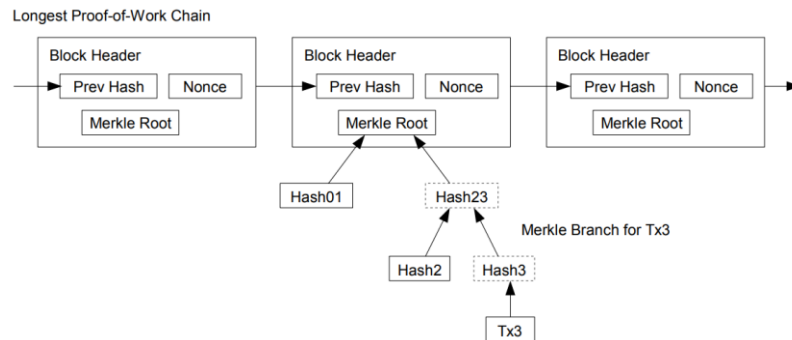 Longest Proof-of-Work Chain
Block Header
Prev Hash
Nonce
Merkle Root
Block Header
Prev Hash
Nonce
Merkle Root
Block Header
Prev Hash
Nonce
Merkle Root
Hash01
Hash23
Merkle Branch for Tx3
Hash2
Hash3
Tx3